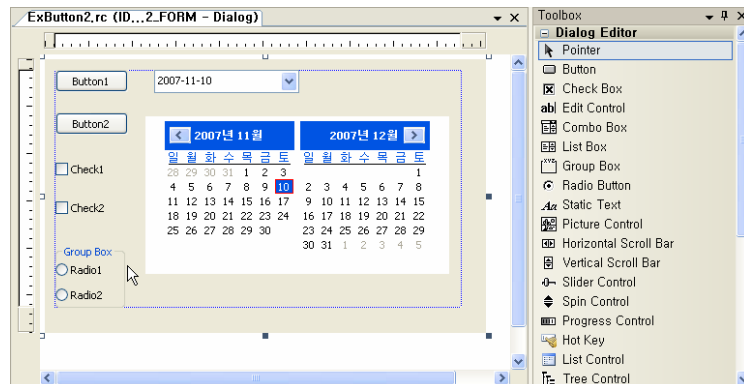 ExButton2.rc (ID...2_FORM - Dialog)
Button1
2007-11-10
Button2
Check1
Check2
Group Box
Radio1
Radio2
2007년 11월
일 월 화 수 목 금 토
28 29 30 31 1 2 3
4 5 6 7 8 9 10
11 12 13 14 15 16 17
18 19 20 21 22 23 24
25 26 27 28 29 30
2007년 12월
일 월 화 수 목 금 토
1
2 3 4 5 6 7 8
9 10 11 12 13 14 15
16 17 18 19 20 21 22
23 24 25 26 27 28 29
30 31 1 2 3 4 5
Toolbox
Dialog Editor
Pointer
Button
Check Box
ab Edit Control
Combo Box
List Box
Group Box
Radio Button
Aa Static Text
Picture Control
Horizontal Scroll Bar
Vertical Scroll Bar
Slider Control
Spin Control
Progress Control
Hot Key
List Control
Tree Control